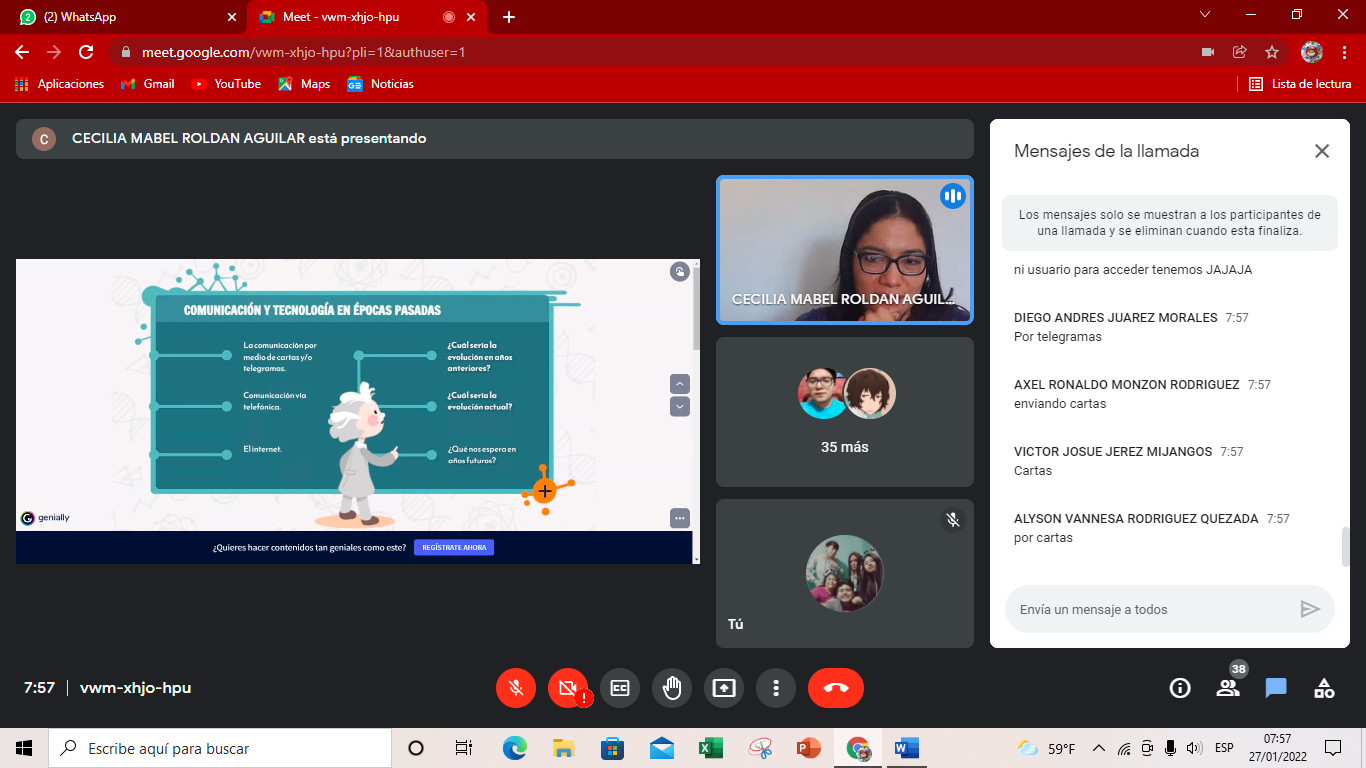 (2) WhatsApp
Meet - vwm-xhjo-hpu
meet.google.com/vwm-xhjo-hpu?pli=1&authuser=1
Aplicaciones
Gmail
YouTube
Maps
Noticias
Lista de lectura
C
CECILIA MABEL ROLDAN AGUILAR está presentando
COMUNICACIÓN Y TECNOLOGÍA EN ÉPOCAS PASADAS
La comunicación por
medio de cartas y/o
telegramas.
Comunicación vía
telefónica.
El internet.
¿Cuál sería la
evolución en años
anteriores?
¿Cuál sería la
evolución actual?
¿Qué nos espera en
años futuros?
genially
¿Quieres hacer contenidos tan geniales como este?
REGÍSTRATE AHORA
CECILIA MABEL ROLDAN AGUIL...
35 más
Tú
Mensajes de la llamada
Los mensajes solo se muestran a los participantes de
una llamada y se eliminan cuando esta finaliza.
ni usuario para acceder tenemos JAJAJA
DIEGO ANDRES JUAREZ MORALES 7:57
Por telegramas
AXEL RONALDO MONZON RODRIGUEZ 7:57
enviando cartas
VICTOR JOSUE JEREZ MIJANGOS 7:57
Cartas
ALYSON VANNESA RODRIGUEZ QUEZADA 7:57
por cartas
Envía un mensaje a todos
7:57 | vwm-xhjo-hpu
38
Escribe aquí para buscar
59°F
ESP
07:57
27/01/2022